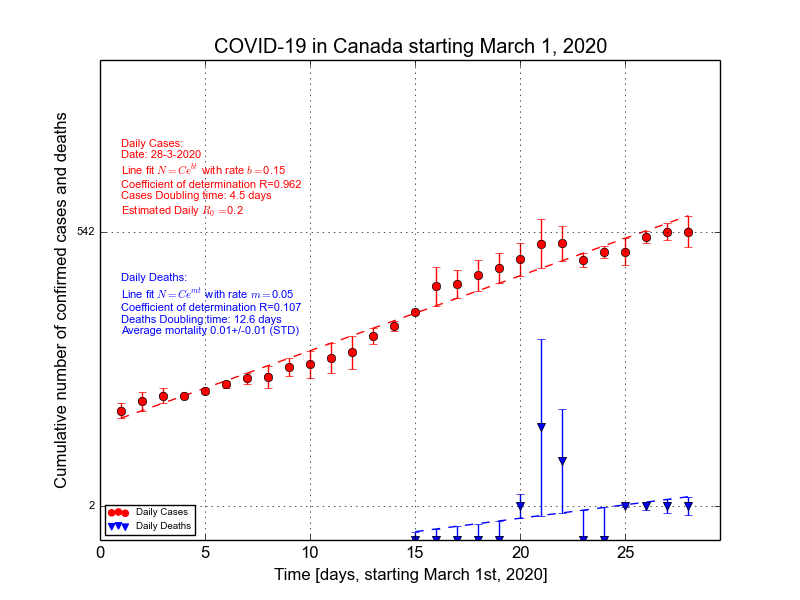 COVID-19 in Canada starting March 1, 2020
Cumulative number of confirmed cases and deaths
Daily Cases:
Date: 28-3-2020
Line fit N = Ce^{bt} with rate b = 0.15
Coefficient of determination R=0.962
Cases Doubling time: 4.5 days
Estimated Daily R_0 = 0.2
542
Daily Deaths:
Line fit N = Ce^{mt} with rate m = 0.05
Coefficient of determination R=0.107
Deaths Doubling time: 12.6 days
Average mortality 0.01+/-0.01 (STD)
2
Daily Cases
Daily Deaths
0 5 10 15 20 25
Time [days, starting March 1st, 2020]